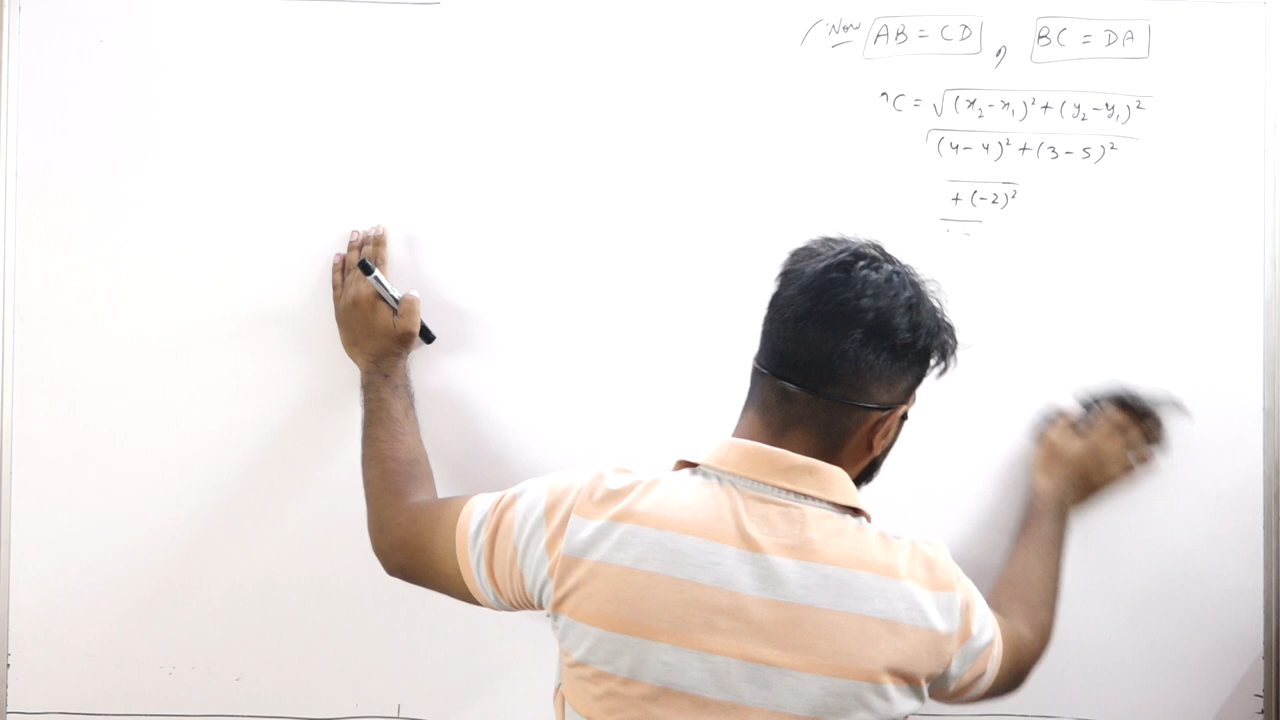 Now AB = CD , BC = DA
C = √(x₂-x₁)² + (y₂-y₁)²
√(4-4)² + (3-5)²
+ (-2)²